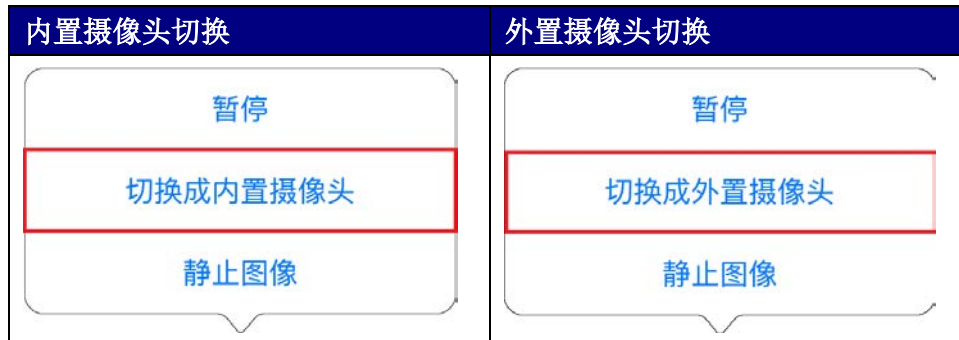 内置摄像头切换
外置摄像头切换
暂停
切换成内置摄像头
静止图像
暂停
切换成外置摄像头
静止图像